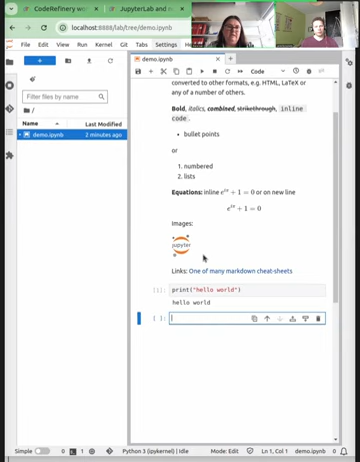 CodeRefinery w
JupyterLab and n
localhost:8888/lab/tree/demo.ipynb
File Edit View Run Kernel Tabs Settings Help
demo.ipynb
Code
Filter files by name
/
Name
Last Modified
demo.ipynb
2 minutes ago
converted to other formats, e.g. HTML, LaTeX or
any of a number of others.
Bold, italics, combined, strikethrough, inline
code.
• bullet points
or
1. numbered
2. lists
Equations: inline e^{iπ} + 1 = 0 or on new line
e^{iπ} + 1 = 0
Images:
jupyter
Links: One of many markdown cheat-sheets
[1]: print("hello world")
hello world
[ ]:
Simple 0 1 Python 3 (ipykernel) | Idle Mode: Edit Ln 1, Col 1 demo.ipynb 0